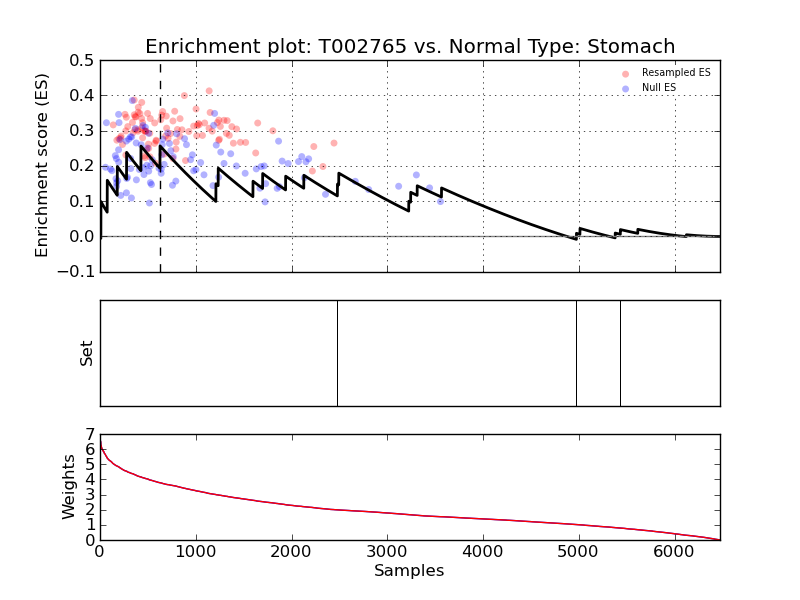 Enrichment plot: T002765 vs. Normal Type: Stomach
Enrichment score (ES)
0.5
0.4
0.3
0.2
0.1
0.0
−0.1
Resampled ES
Null ES
Set
Weights
7
6
5
4
3
2
1
0
0 1000 2000 3000 4000 5000 6000
Samples